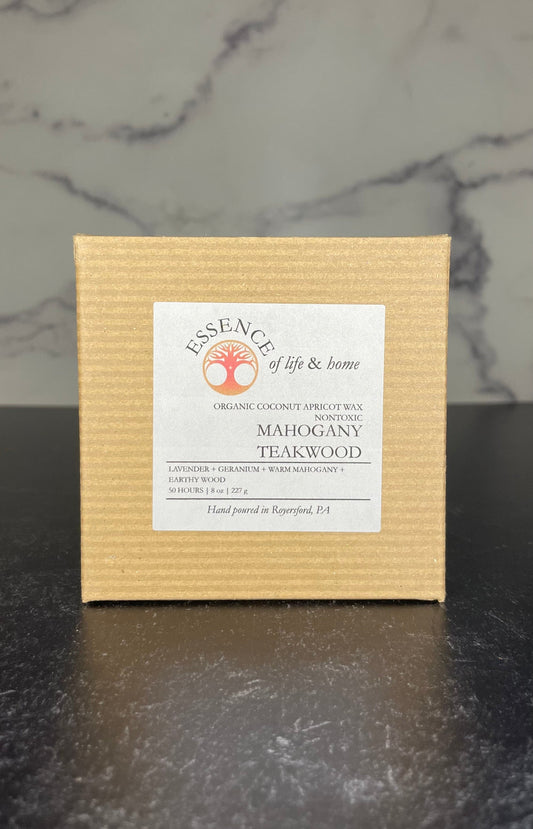 ESSENCE
of life & home
ORGANIC COCONUT APRICOT WAX
NONTOXIC
MAHOGANY
TEAKWOOD
LAVENDER + GERANIUM + WARM MAHOGANY +
EARTHY WOOD
50 HOURS | 8 oz | 227 g
Hand poured in Royersford, PA